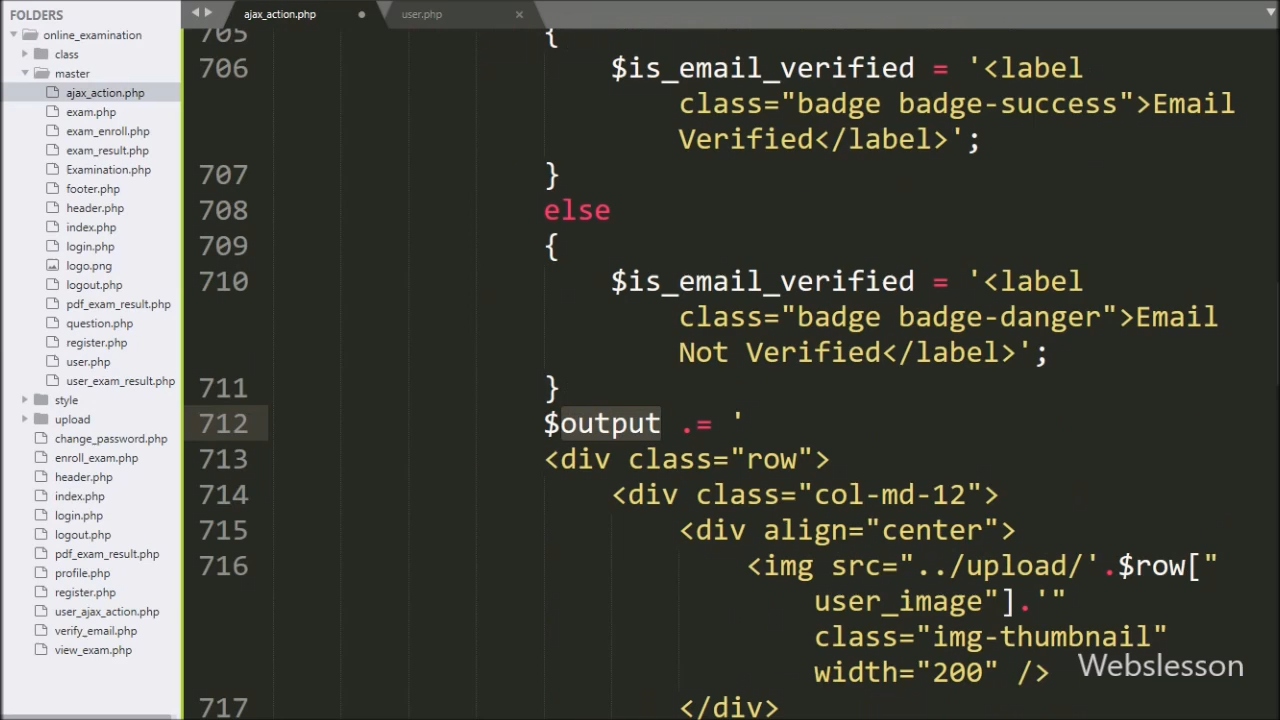 FOLDERS
online_examination
class
master
ajax_action.php
exam.php
exam_enroll.php
exam_result.php
Examination.php
footer.php
header.php
index.php
login.php
logo.png
logout.php
pdf_exam_result.php
question.php
register.php
user.php
user_exam_result.php
style
upload
change_password.php
enroll_exam.php
header.php
index.php
login.php
logout.php
pdf_exam_result.php
profile.php
register.php
user_ajax_action.php
verify_email.php
view_exam.php
ajax_action.php
user.php
705 {
706 $is_email_verified = '<label
class="badge badge-success">Email
Verified</label>';
707 }
708 else
709 {
710 $is_email_verified = '<label
class="badge badge-danger">Email
Not Verified</label>';
711 }
712 $output .= '
713 <div class="row">
714 <div class="col-md-12">
715 <div align="center">
716 <img src="../upload/'.$row["
user_image"].'"
class="img-thumbnail"
width="200" />
717 </div>
Webslesson